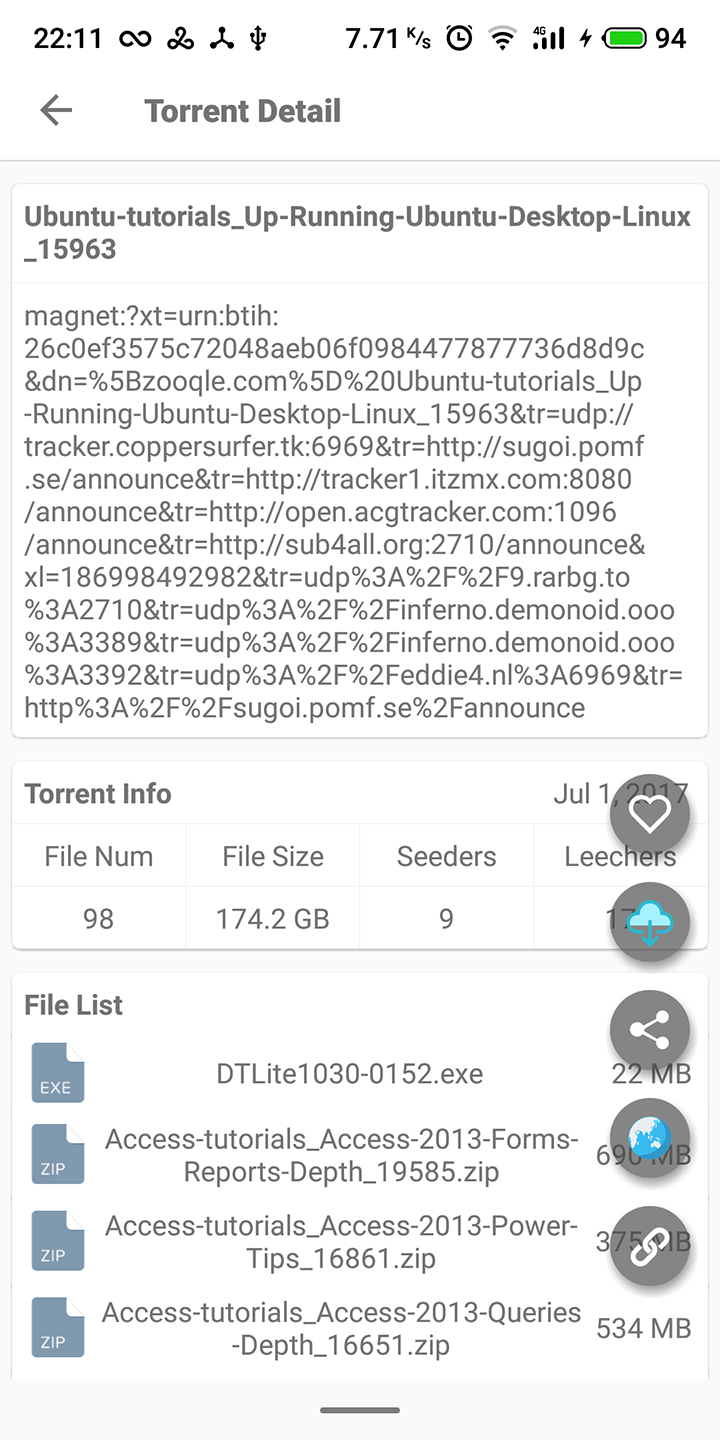 22:11 7.71 K/s 4G 94
Torrent Detail
Ubuntu-tutorials_Up-Running-Ubuntu-Desktop-Linux
_15963
magnet:?xt=urn:btih:
26c0ef3575c72048aeb06f0984477877736d8d9c
&dn=%5Bzooqle.com%5D%20Ubuntu-tutorials_Up
-Running-Ubuntu-Desktop-Linux_15963&tr=udp://
tracker.coppersurfer.tk:6969&tr=http://sugoi.pomf
.se/announce&tr=http://tracker1.itzmx.com:8080
/announce&tr=http://open.acgtracker.com:1096
/announce&tr=http://sub4all.org:2710/announce&
xl=186998492982&tr=udp%3A%2F%2F9.rarbg.to
%3A2710&tr=udp%3A%2F%2Finferno.demonoid.ooo
%3A3389&tr=udp%3A%2F%2Finferno.demonoid.ooo
%3A3392&tr=udp%3A%2F%2Feddie4.nl%3A6969&tr=
http%3A%2F%2Fsugoi.pomf.se%2Fannounce
Torrent Info Jul 1, 2017
File Num File Size Seeders Leechers
98 174.2 GB 9
File List
EXE DTLite1030-0152.exe 22 MB
Access-tutorials_Access-2013-Forms-
ZIP Reports-Depth_19585.zip MB
Access-tutorials_Access-2013-Power-
ZIP Tips_16861.zip 375 MB
Access-tutorials_Access-2013-Queries
ZIP -Depth_16651.zip 534 MB